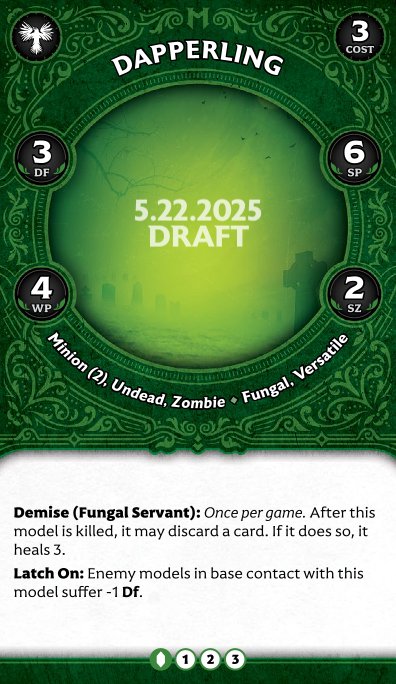 3
COST
DAPPERLING
3
DF
6
SP
5.22.2025
DRAFT
4
WP
2
SZ
Minion (2), Undead, Zombie • Fungal, Versatile
Demise (Fungal Servant): Once per game. After this
model is killed, it may discard a card. If it does so, it
heals 3.
Latch On: Enemy models in base contact with this
model suffer -1 Df.
1 2 3